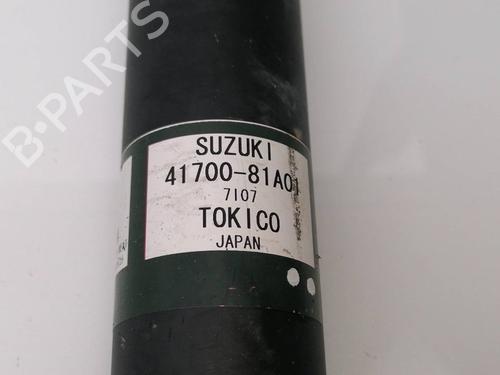 B-PARTS
SUZUKI
41700-81A01
7107
TOKICO
JAPAN